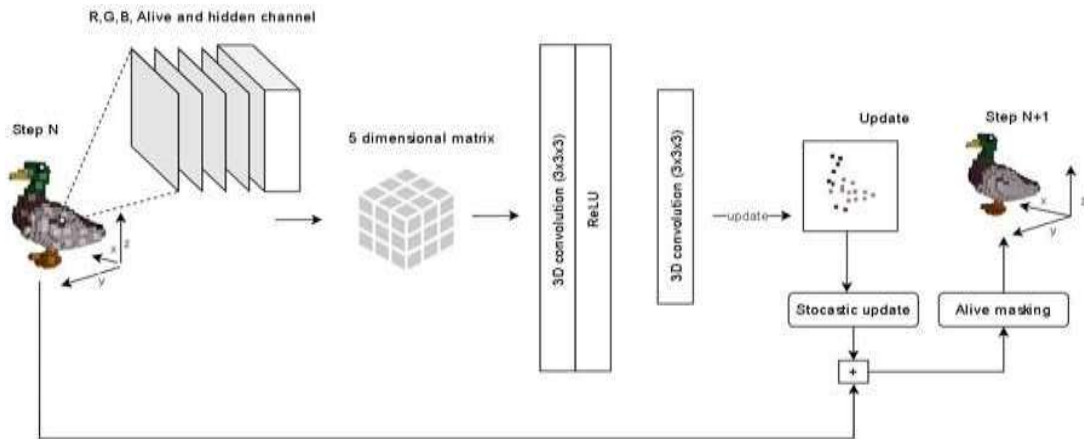 R,G,B, Alive and hidden channel
Step N
5 dimensional matrix
3D convolution (3x3x3)
ReLU
3D convolution (3x3x3)
update
Update
Step N+1
x
y
z
x
y
z
Stocastic update
Alive masking
+